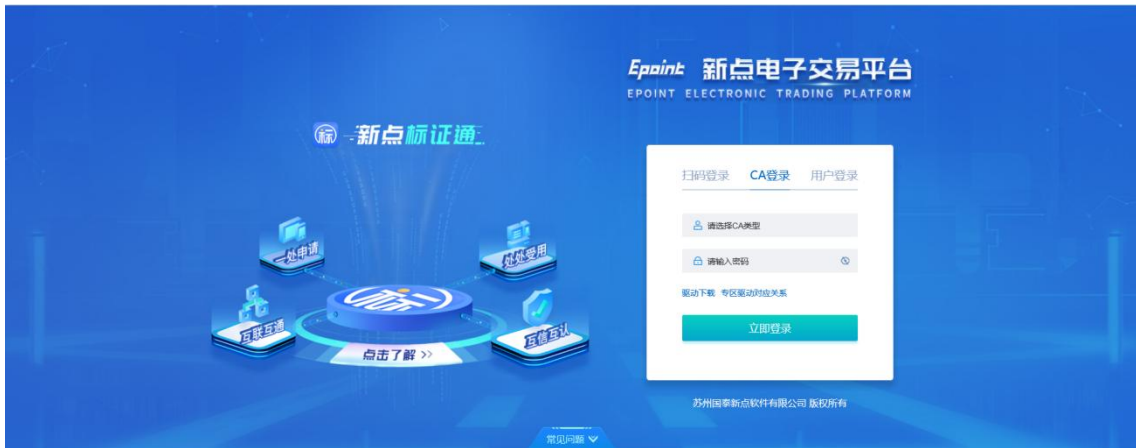 Epoint 新点电子交易平台
EPOINT ELECTRONIC TRADING PLATFORM
标 新点标证通
扫码登录 CA登录 用户登录
请选择CA类型
请输入密码
驱动下载 专区驱动对应关系
立即登录
一处申请
处处受用
标
互联互通
互信互认
点击了解 >>
苏州国泰新点软件有限公司 版权所有
常见问题